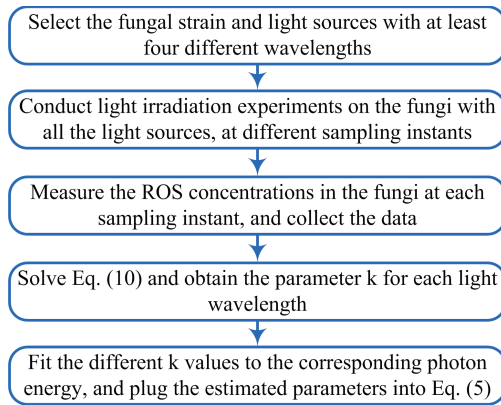 Select the fungal strain and light sources with at least
four different wavelengths
Conduct light irradiation experiments on the fungi with
all the light sources, at different sampling instants
Measure the ROS concentrations in the fungi at each
sampling instant, and collect the data
Solve Eq. (10) and obtain the parameter k for each light
wavelength
Fit the different k values to the corresponding photon
energy, and plug the estimated parameters into Eq. (5)